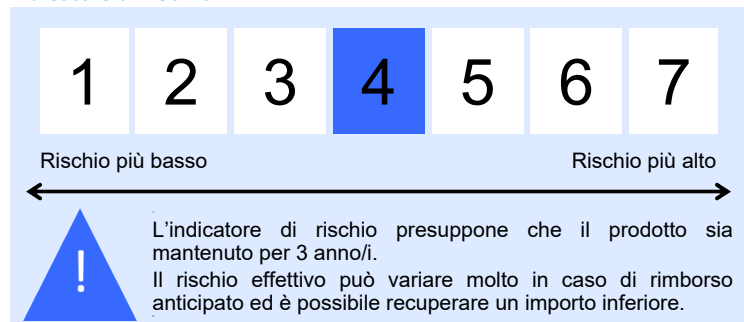 1 2 3 4 5 6 7
Rischio più basso Rischio più alto
!
L'indicatore di rischio presuppone che il prodotto sia
mantenuto per 3 anno/i.
Il rischio effettivo può variare molto in caso di rimborso
anticipato ed è possibile recuperare un importo inferiore.